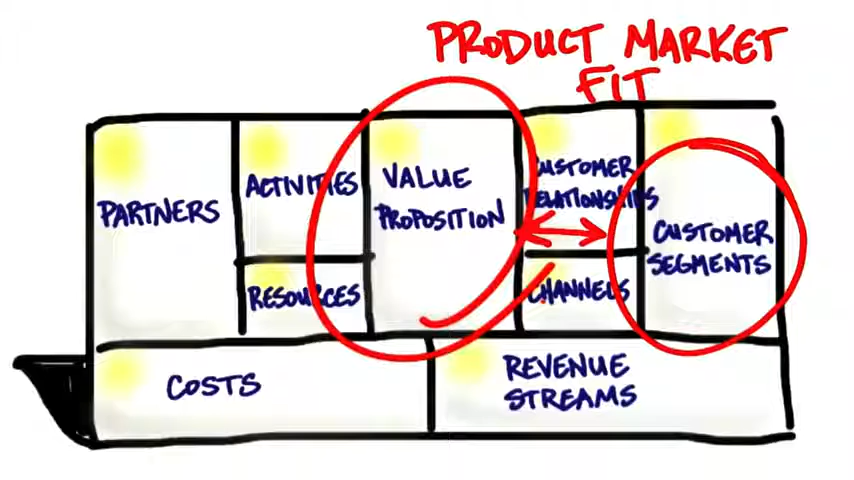 PRODUCT MARKET
FIT
PARTNERS
ACTIVITIES
RESOURCES
VALUE
PROPOSITION
CUSTOMER
RELATIONSHIPS
CHANNELS
CUSTOMER
SEGMENTS
COSTS
REVENUE
STREAMS